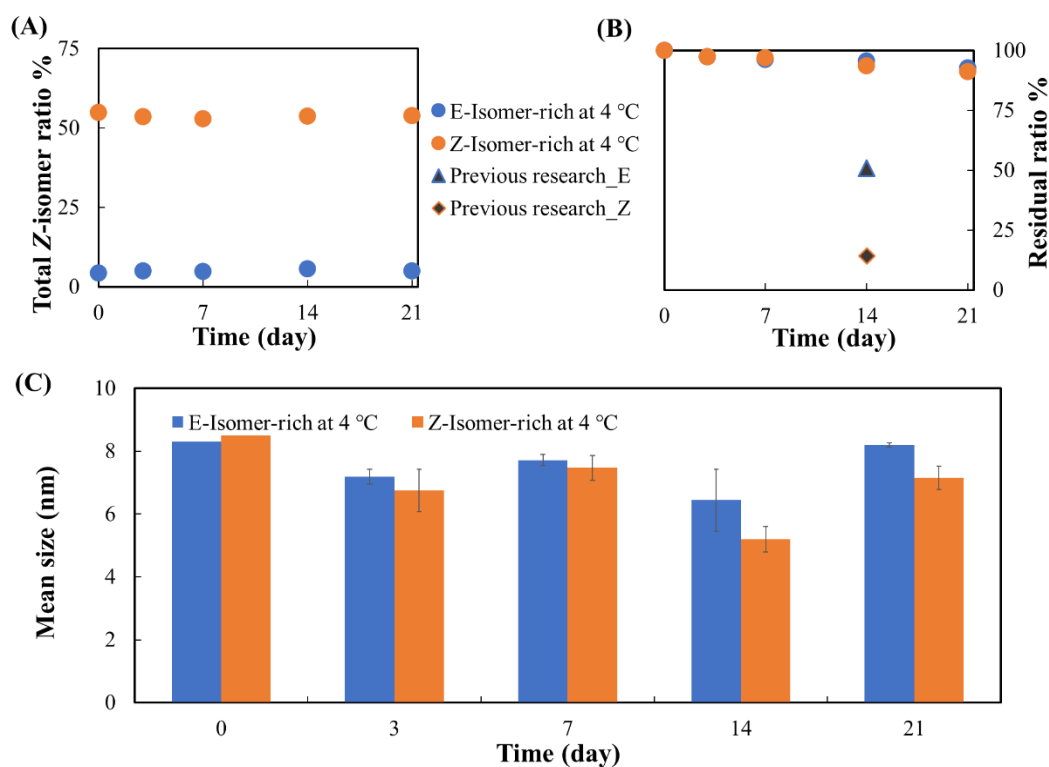 (A)
75
50
25
0
Total Z-isomer ratio %
0 7 14 21
Time (day)
E-Isomer-rich at 4 °C
Z-Isomer-rich at 4 °C
Previous research_E
Previous research_Z
(B)
100
75
50
25
0
Residual ratio %
0 7 14 21
Time (day)
(C)
10
8
6
4
2
0
Mean size (nm)
E-Isomer-rich at 4 °C Z-Isomer-rich at 4 °C
0 3 7 14 21
Time (day)